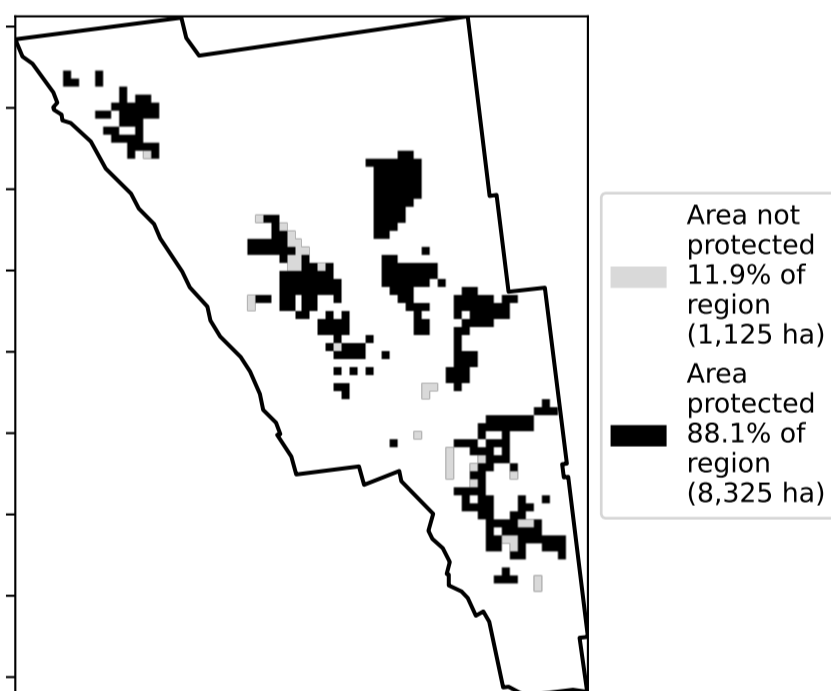 Area not
protected
11.9% of
region
(1,125 ha)
Area
protected
88.1% of
region
(8,325 ha)